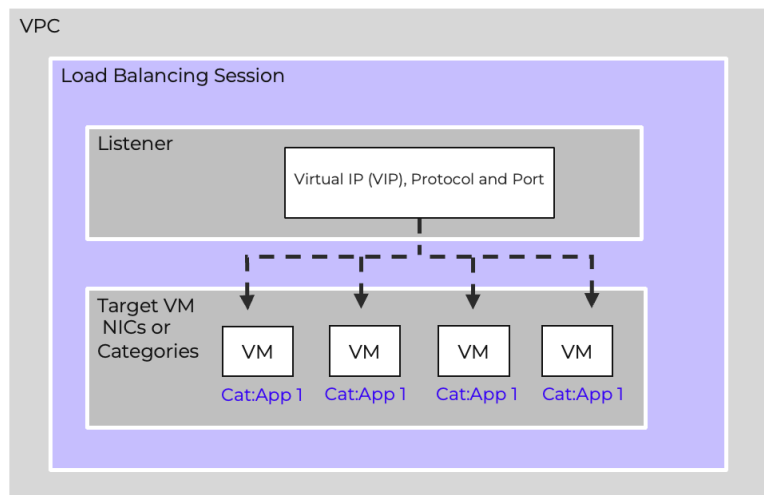 VPC
Load Balancing Session
Listener
Virtual IP (VIP), Protocol and Port
Target VM
NICs or
Categories
VM
VM
VM
VM
Cat:App 1
Cat:App 1
Cat:App 1
Cat:App 1